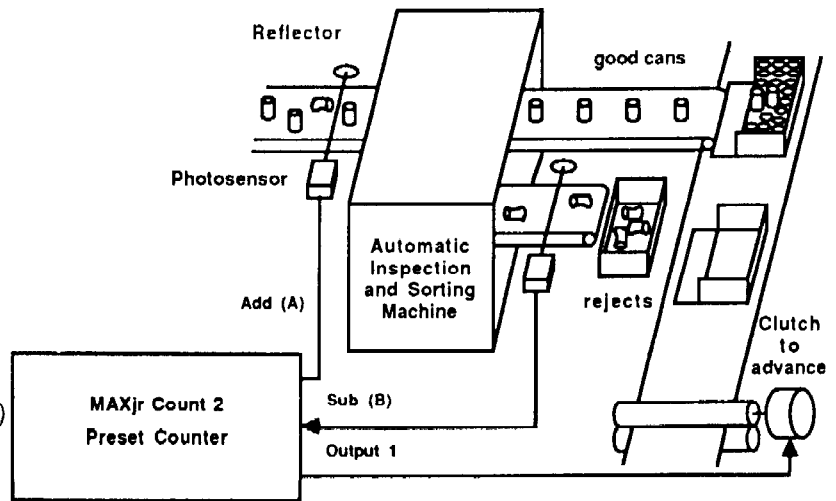 Reflector
good cans
Photosensor
Automatic
Inspection
and Sorting
Machine
rejects
Add (A)
Clutch
to
advance
MAXjr Count 2
Preset Counter
Sub (B)
Output 1